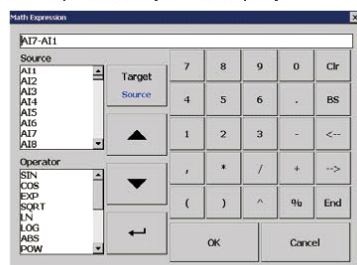 Math Expression
AI7-AI1
Source
AI1
AI2
AI3
AI4
AI5
AI6
AI7
AI8
Operator
SIN
COS
EXP
SQRT
LN
LOG
ABS
POW
Target
Source
7 8 9 0 Clr
4 5 6 . BS
1 2 3 - <--
, * / + -->
( ) ^ % End
OK Cancel